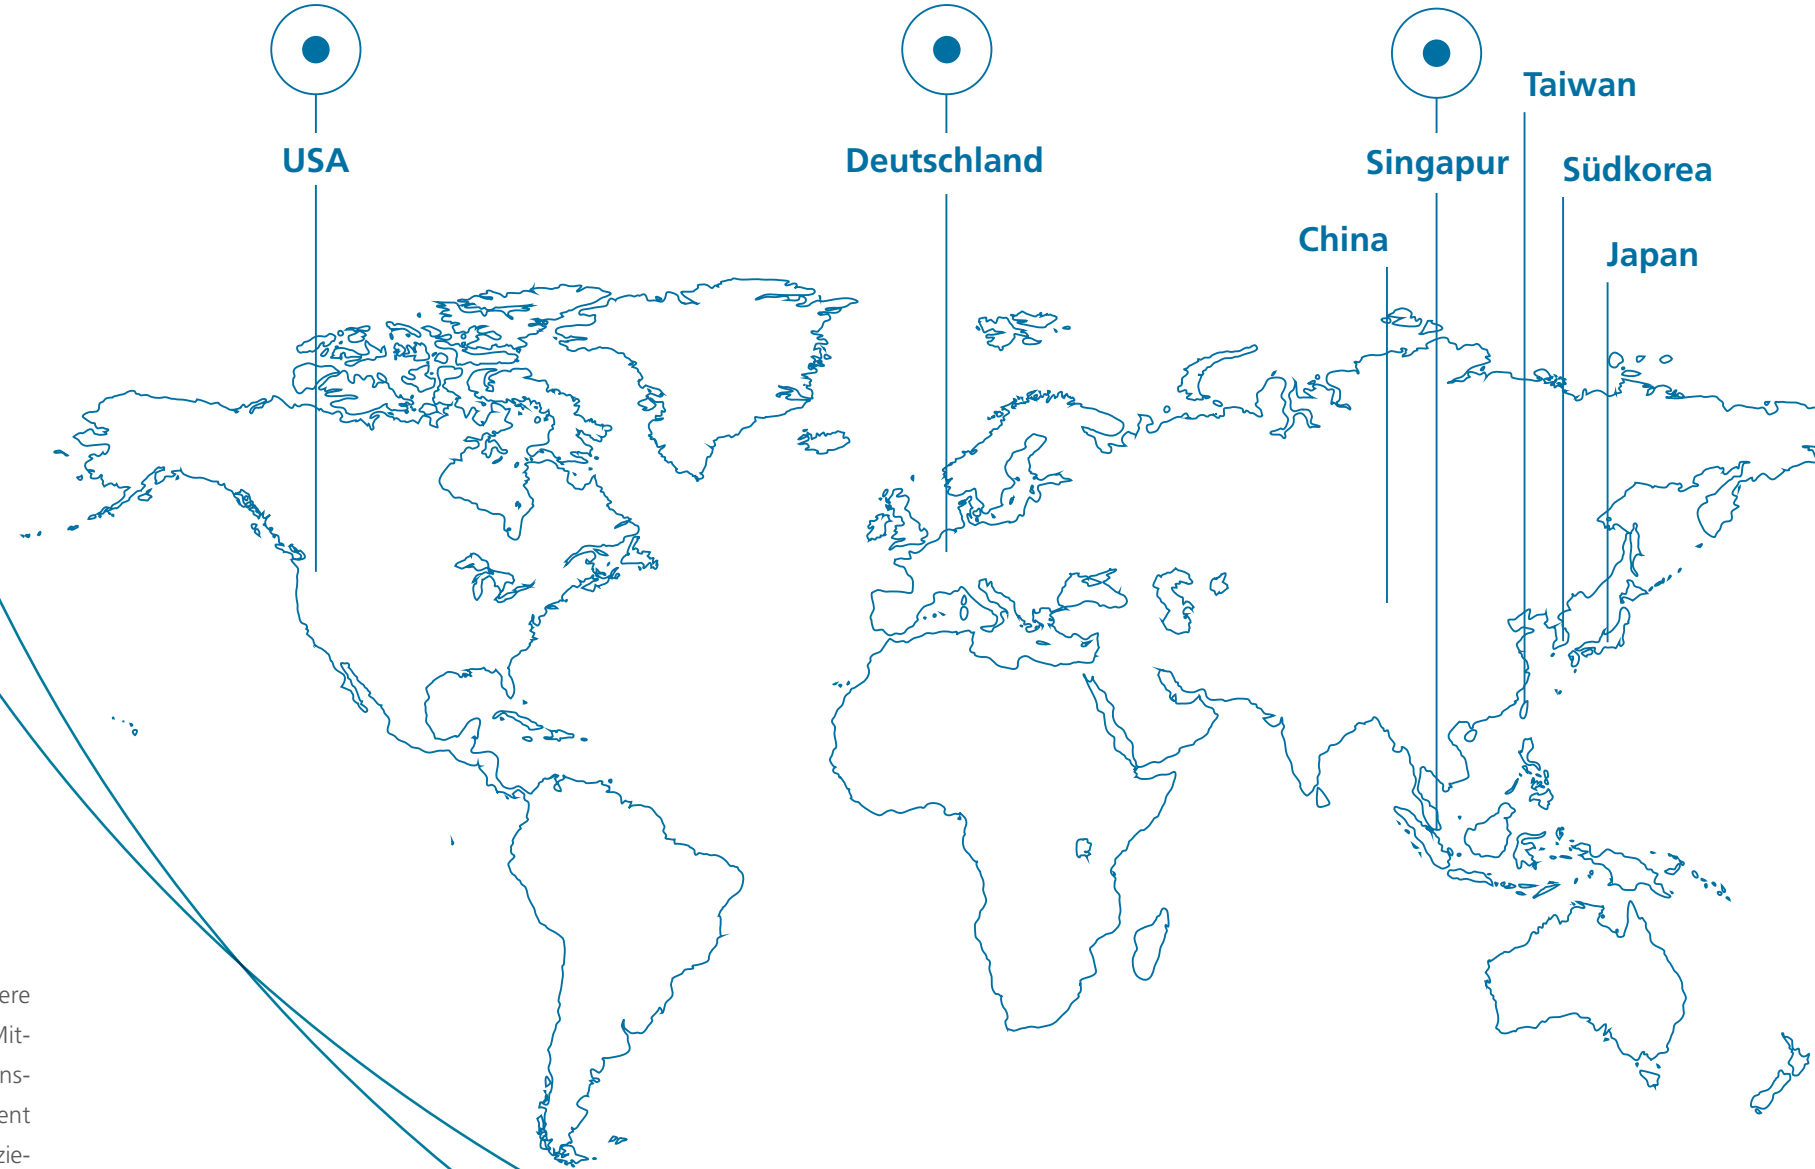 Taiwan
USA
Deutschland
Singapur
Südkorea
China
Japan
ere
Mit-
ns-
ent
zie-